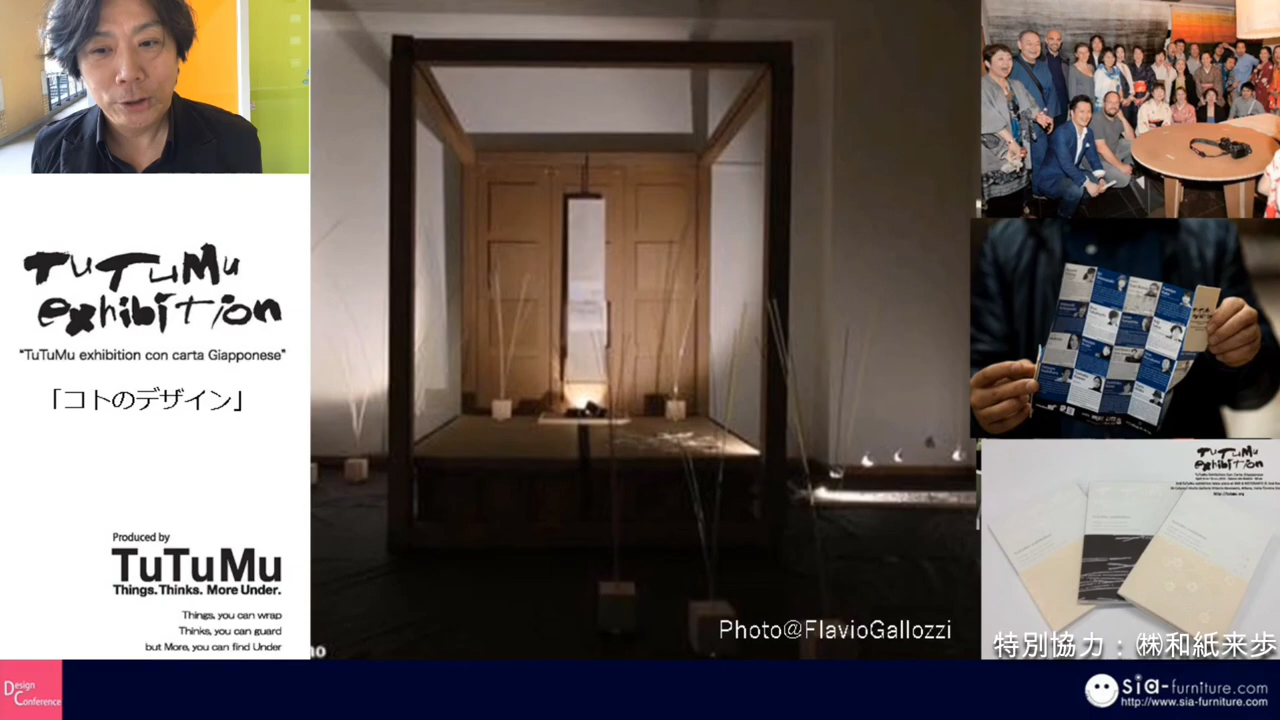 TuTuMu
exhibition
"TuTuMu exhibition con carta Giapponese"
「コトのデザイン」
Produced by
TuTuMu
Things. Thinks. More Under.
Things, you can wrap
Thinks, you can guard
but More, you can find Under
Photo@FlavioGallozzi
TuTuMu
exhibition
特別協力：㈱和紙来歩
Design
Conference
sia-furniture.com
http://www.sia-furniture.com